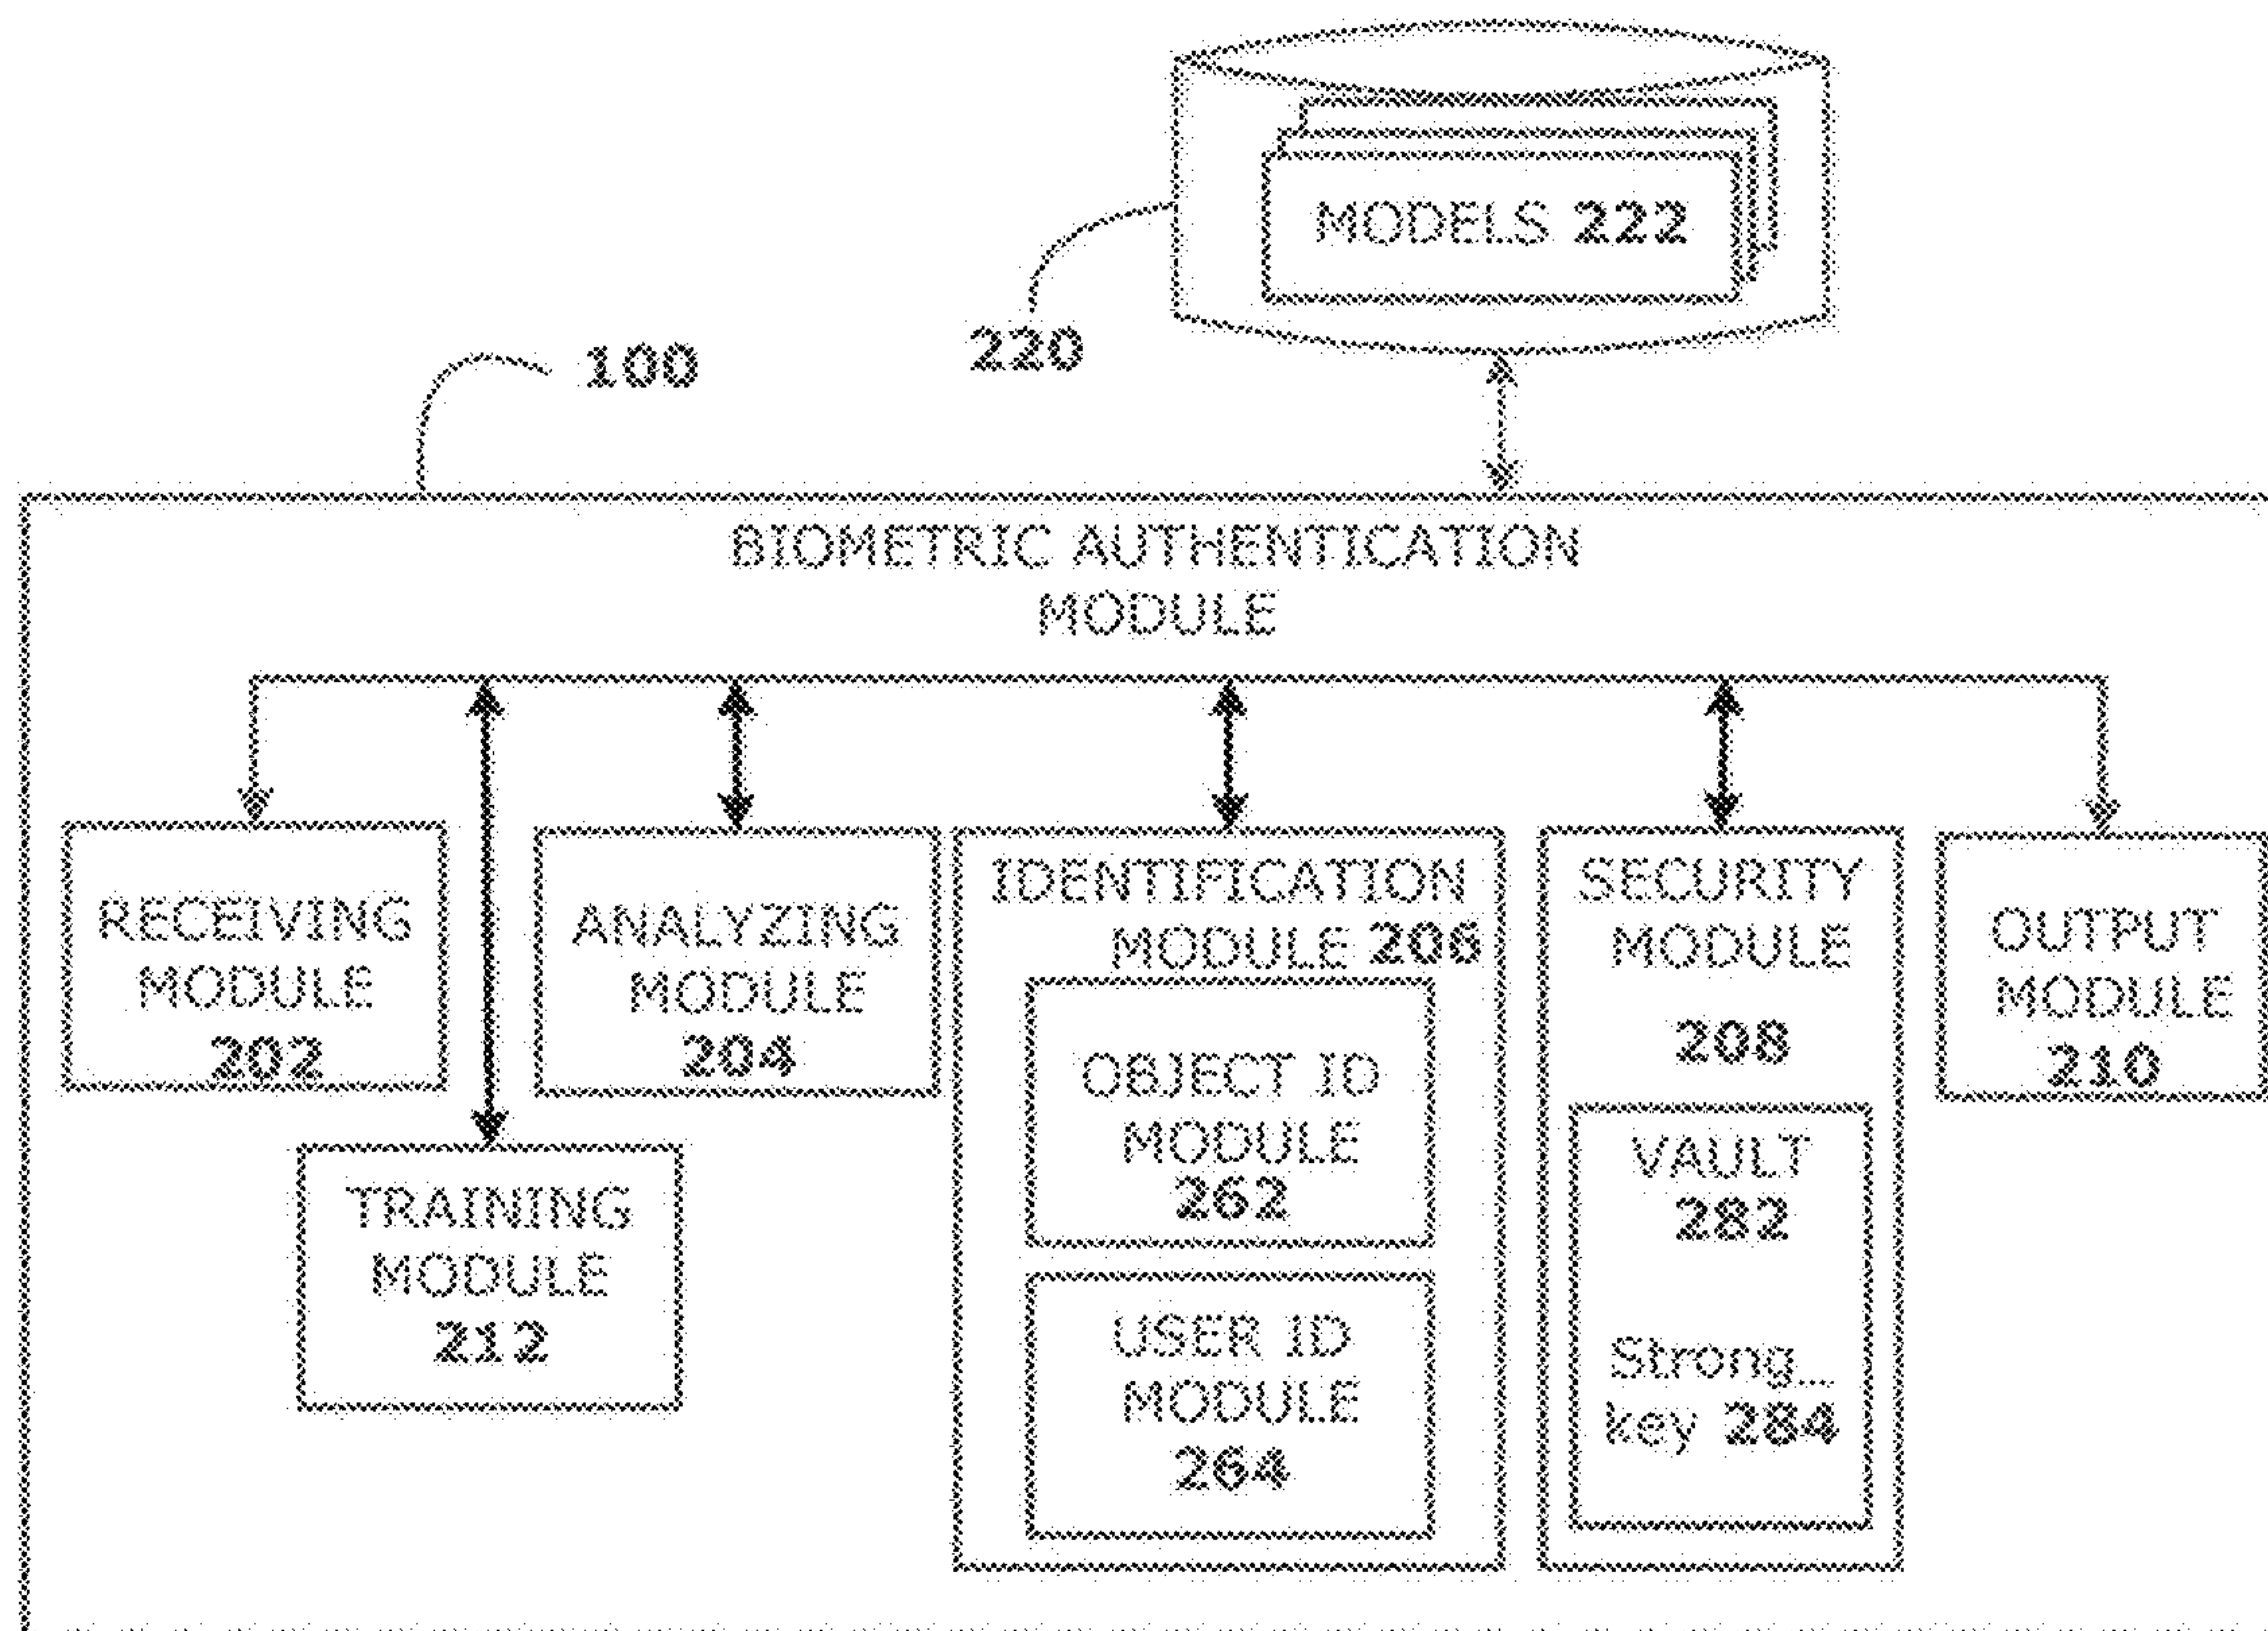 MODELS 222
220
100
BIOMETRIC AUTHENTICATION
MODULE
RECEIVING
MODULE
202
ANALYZING
MODULE
204
IDENTIFICATION
MODULE 206
OBJECT ID
MODULE
262
USER ID
MODULE
264
SECURITY
MODULE
208
VAULT
282
Strong_
key 284
OUTPUT
MODULE
210
TRAINING
MODULE
212